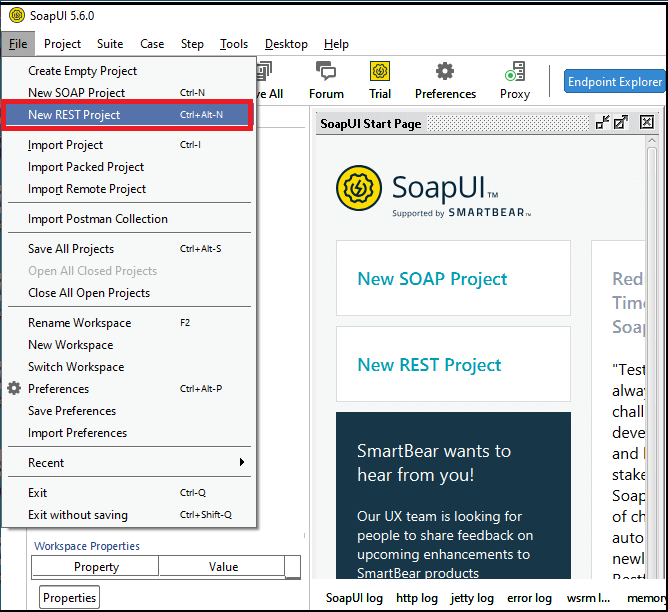 SoapUI 5.6.0
File Project Suite Case Step Tools Desktop Help
Create Empty Project
New SOAP Project Ctrl-N
New REST Project Ctrl+Alt-N
Import Project Ctrl-I
Import Packed Project
Import Remote Project
Import Postman Collection
Save All Projects Ctrl+Alt-S
Open All Closed Projects
Close All Open Projects
Rename Workspace F2
New Workspace
Switch Workspace
Preferences Ctrl+Alt-P
Save Preferences
Import Preferences
Recent
Exit Ctrl-Q
Exit without saving Ctrl+Shift-Q
All Forum Trial Preferences Proxy Endpoint Explorer
SoapUI Start Page
SoapUI™
Supported by SMARTBEAR™
New SOAP Project
New REST Project
SmartBear wants to
hear from you!
Our UX team is looking for
people to share feedback on
upcoming enhancements to
SmartBear products
Red
Time
Soap
"Test
alway
chall
deve
and b
stake
Soap
of ch
auto
newl
Workspace Properties
Property Value
Properties
SoapUI log http log jetty log error log wsrm l... memor